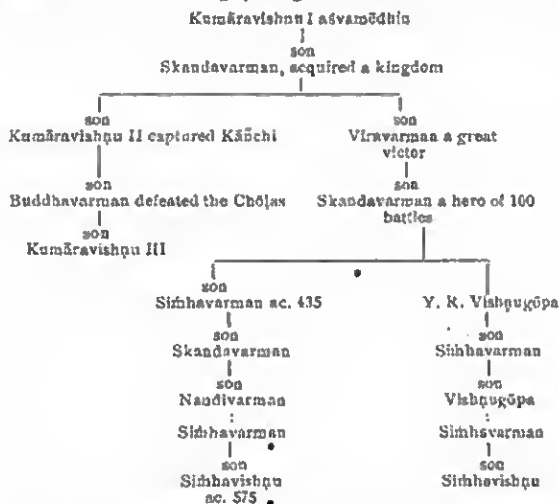 Kumāravishṇu I aśvamēdhin
son
Skandavarman, acquired a kingdom
son son
Kumāravishṇu II captured Kāñchi Vīravarman a great
victor
son son
Buddhavarman defeated the Chōḷas Skandavarman a hero of 100
battles
son
Kumāravishṇu III
son
Siṁhavarman ac. 435 Y. R. Vishṇugōpa
son son
Skandavarman Siṁhavarman
son son
Nandivarman Vishṇugōpa
Siṁhavarman Siṁhavarman
son
Siṁhavishṇu Siṁhavishṇu
ac. 575